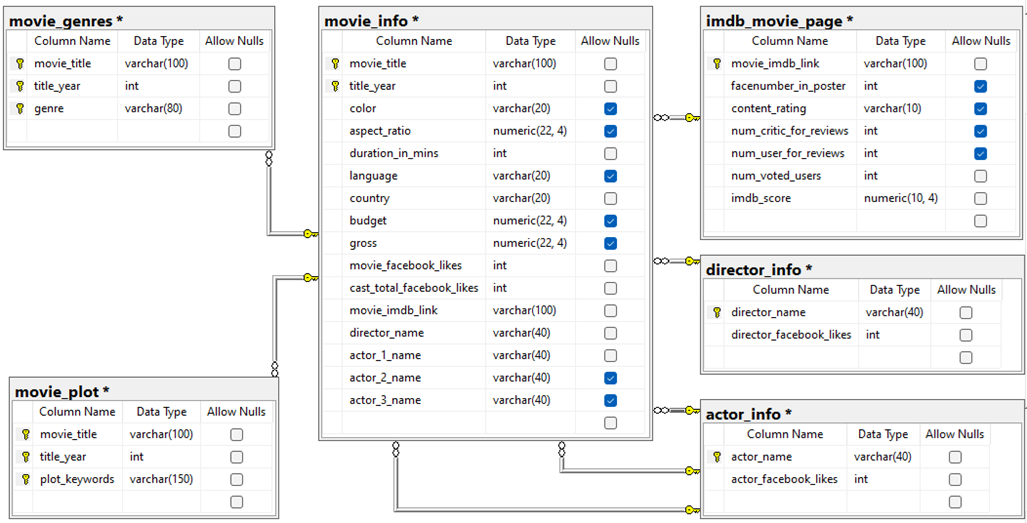 movie_genres *
Column Name Data Type Allow Nulls
movie_title varchar(100)
title_year int
genre varchar(80)
movie_plot *
Column Name Data Type Allow Nulls
movie_title varchar(100)
title_year int
plot_keywords varchar(150)
movie_info *
Column Name Data Type Allow Nulls
movie_title varchar(100)
title_year int
color varchar(20)
aspect_ratio numeric(22, 4)
duration_in_mins int
language varchar(20)
country varchar(20)
budget numeric(22, 4)
gross numeric(22, 4)
movie_facebook_likes int
cast_total_facebook_likes int
movie_imdb_link varchar(100)
director_name varchar(40)
actor_1_name varchar(40)
actor_2_name varchar(40)
actor_3_name varchar(40)
imdb_movie_page *
Column Name Data Type Allow Nulls
movie_imdb_link varchar(100)
facenumber_in_poster int
content_rating varchar(10)
num_critic_for_reviews int
num_user_for_reviews int
num_voted_users int
imdb_score numeric(10, 4)
director_info *
Column Name Data Type Allow Nulls
director_name varchar(40)
director_facebook_likes int
actor_info *
Column Name Data Type Allow Nulls
actor_name varchar(40)
actor_facebook_likes int